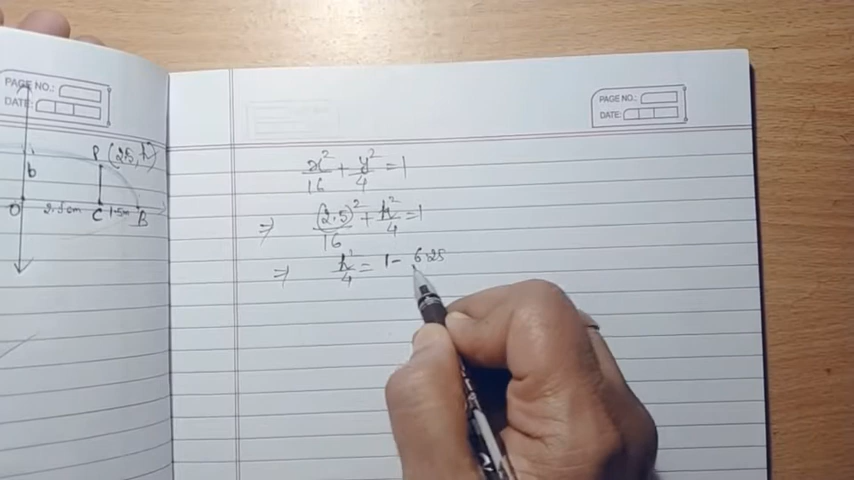 PAGE NO.:
DATE:
b
P (2.5, h)
O
2.5cm
C
1.5m
B
PAGE NO.:
DATE:
x²/16 + y²/4 = 1
⇒ (2.5)²/16 + h²/4 = 1
⇒ h²/4 = 1 - 6.25